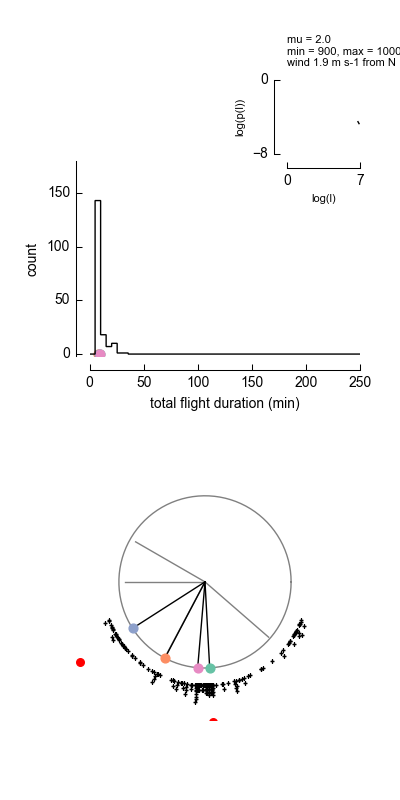 mu = 2.0
min = 900, max = 1000
wind 1.9 m s-1 from N
0
log(p(l))
−8
0 7
log(l)
150
100
count
50
0
0 50 100 150 200 250
total flight duration (min)